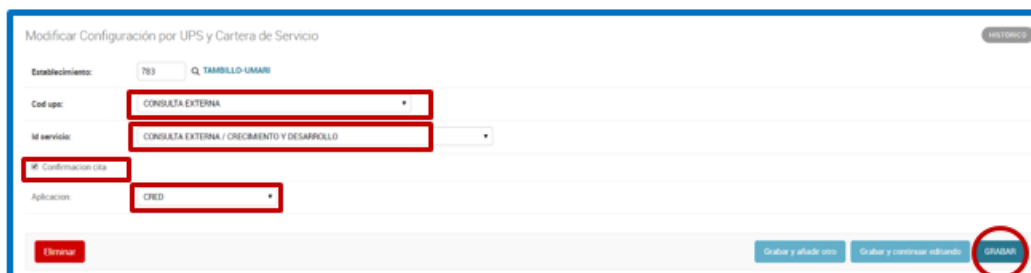 Modificar Configuración por UPS y Cartera de Servicio HISTÓRICO
Establecimiento: 783 TAMBILLO-UMARI
Cod ups: CONSULTA EXTERNA
Id servicio: CONSULTA EXTERNA / CRECIMIENTO Y DESARROLLO
Confirmacion cita
Aplicacion: CRED
Eliminar Grabar y añadir otro Grabar y continuar editando GRABAR